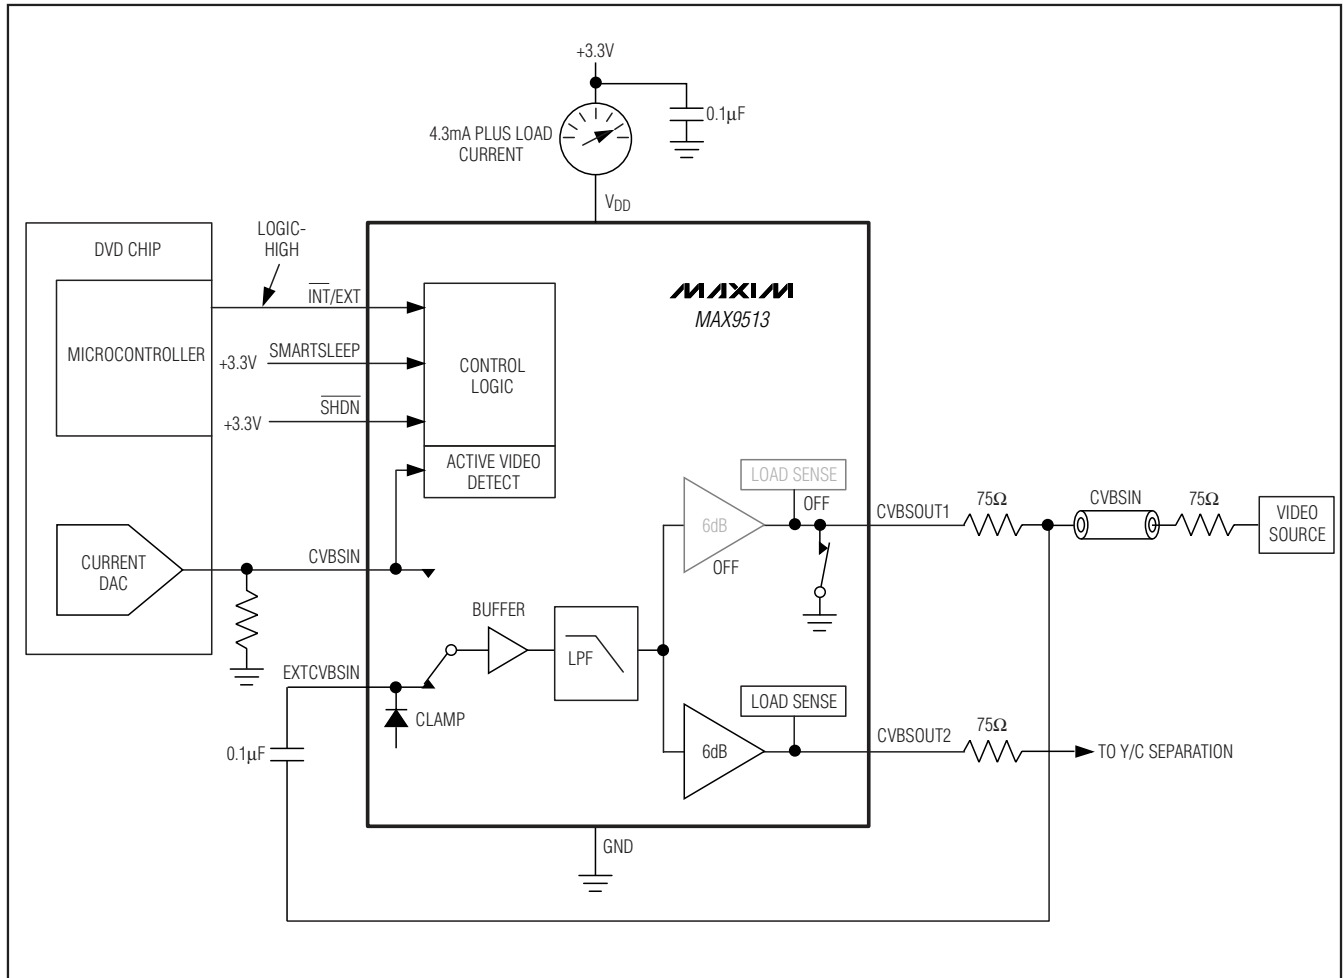 +3.3V
0.1μF
4.3mA PLUS LOAD
CURRENT
VDD
LOGIC-
HIGH
DVD CHIP
INT/EXT
MAXIM
MAX9513
MICROCONTROLLER
+3.3V
SMARTSLEEP
CONTROL
LOGIC
+3.3V
SHDN
ACTIVE VIDEO
DETECT
LOAD SENSE
OFF
CVBSOUT1
75Ω
CVBSIN
75Ω
VIDEO
SOURCE
6dB
OFF
CURRENT
DAC
CVBSIN
BUFFER
LPF
EXTCVBSIN
CLAMP
LOAD SENSE
6dB
CVBSOUT2
75Ω
TO Y/C SEPARATION
0.1μF
GND